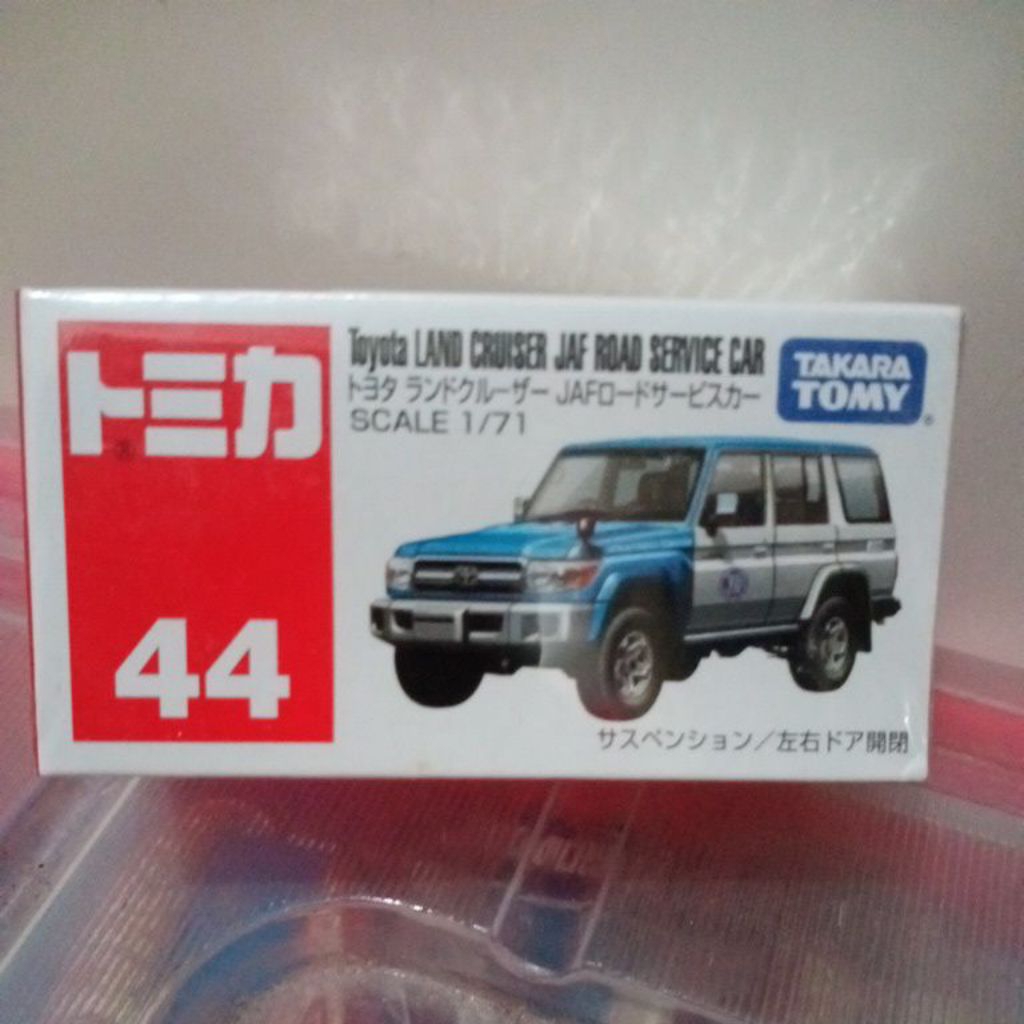 トミカ
44
Toyota LAND CRUISER JAF ROAD SERVICE CAR
トヨタ ランドクルーザー JAFロードサービスカー
SCALE 1/71
TAKARA
TOMY
サスペンション／左右ドア開閉